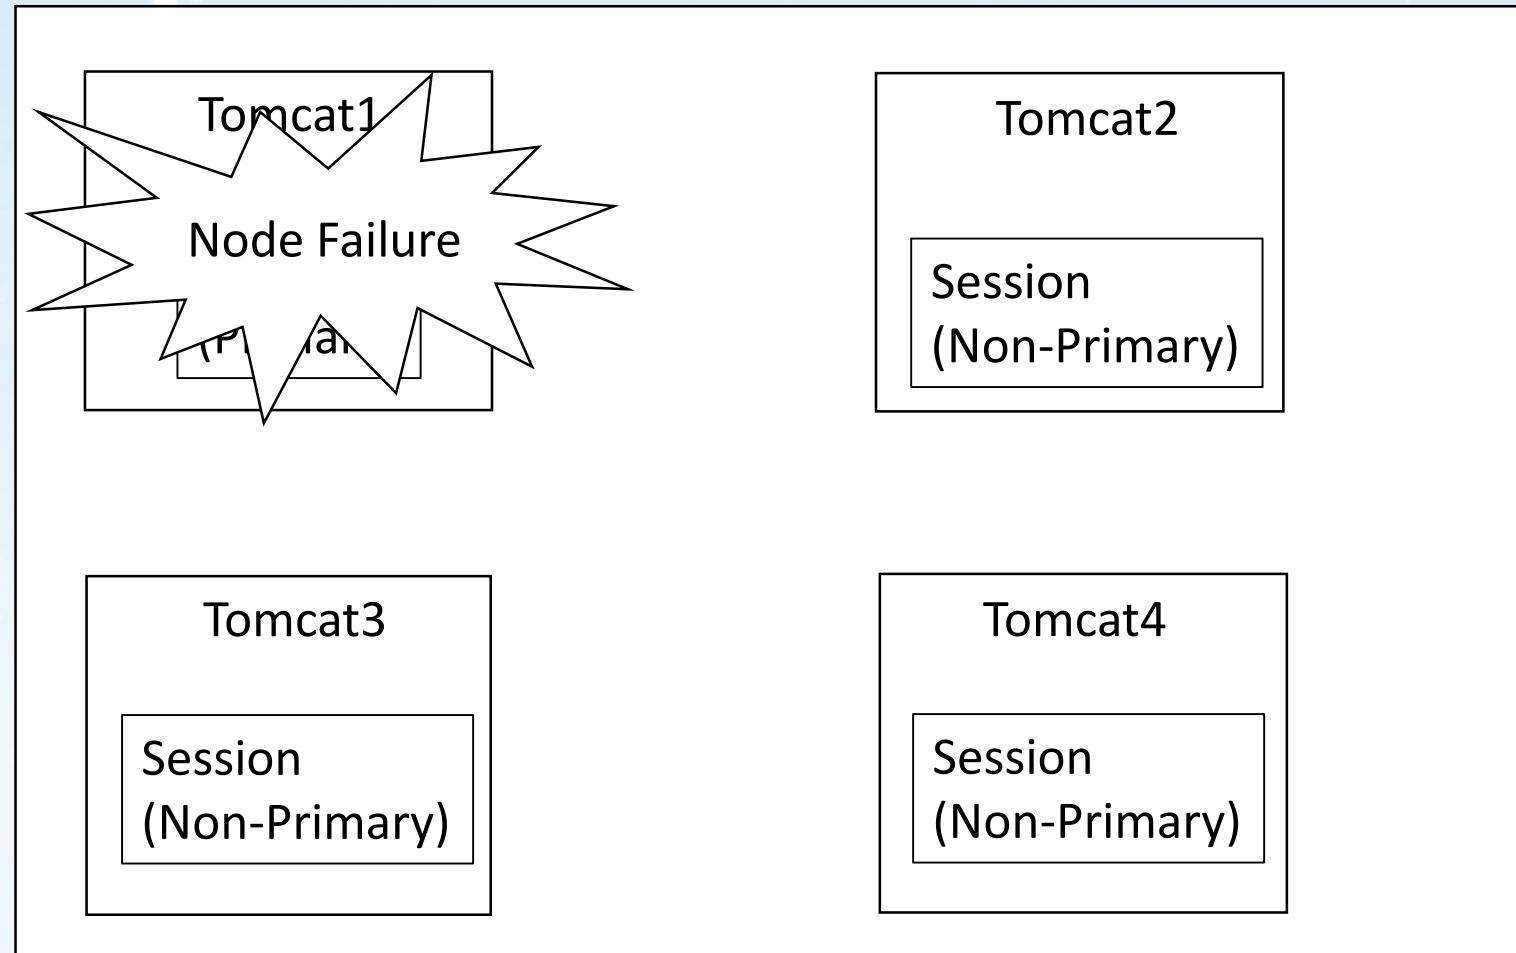 Tomcat1
Node Failure
Tomcat2
Session
(Non-Primary)
Tomcat3
Session
(Non-Primary)
Tomcat4
Session
(Non-Primary)